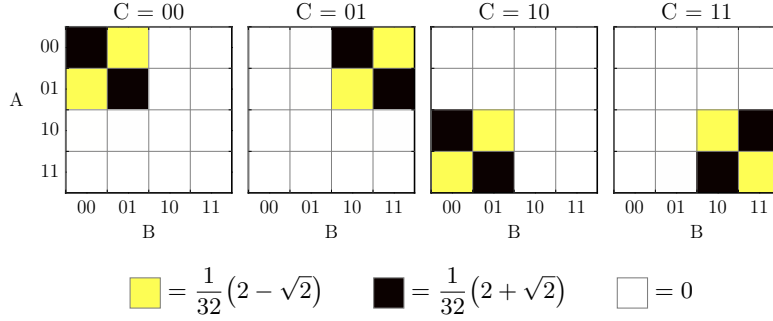 C = 00 C = 01 C = 10 C = 11
00
01
A
10
11
00 01 10 11 00 01 10 11 00 01 10 11 00 01 10 11
B B B B
= 1/32 (2 − √2) = 1/32 (2 + √2) = 0